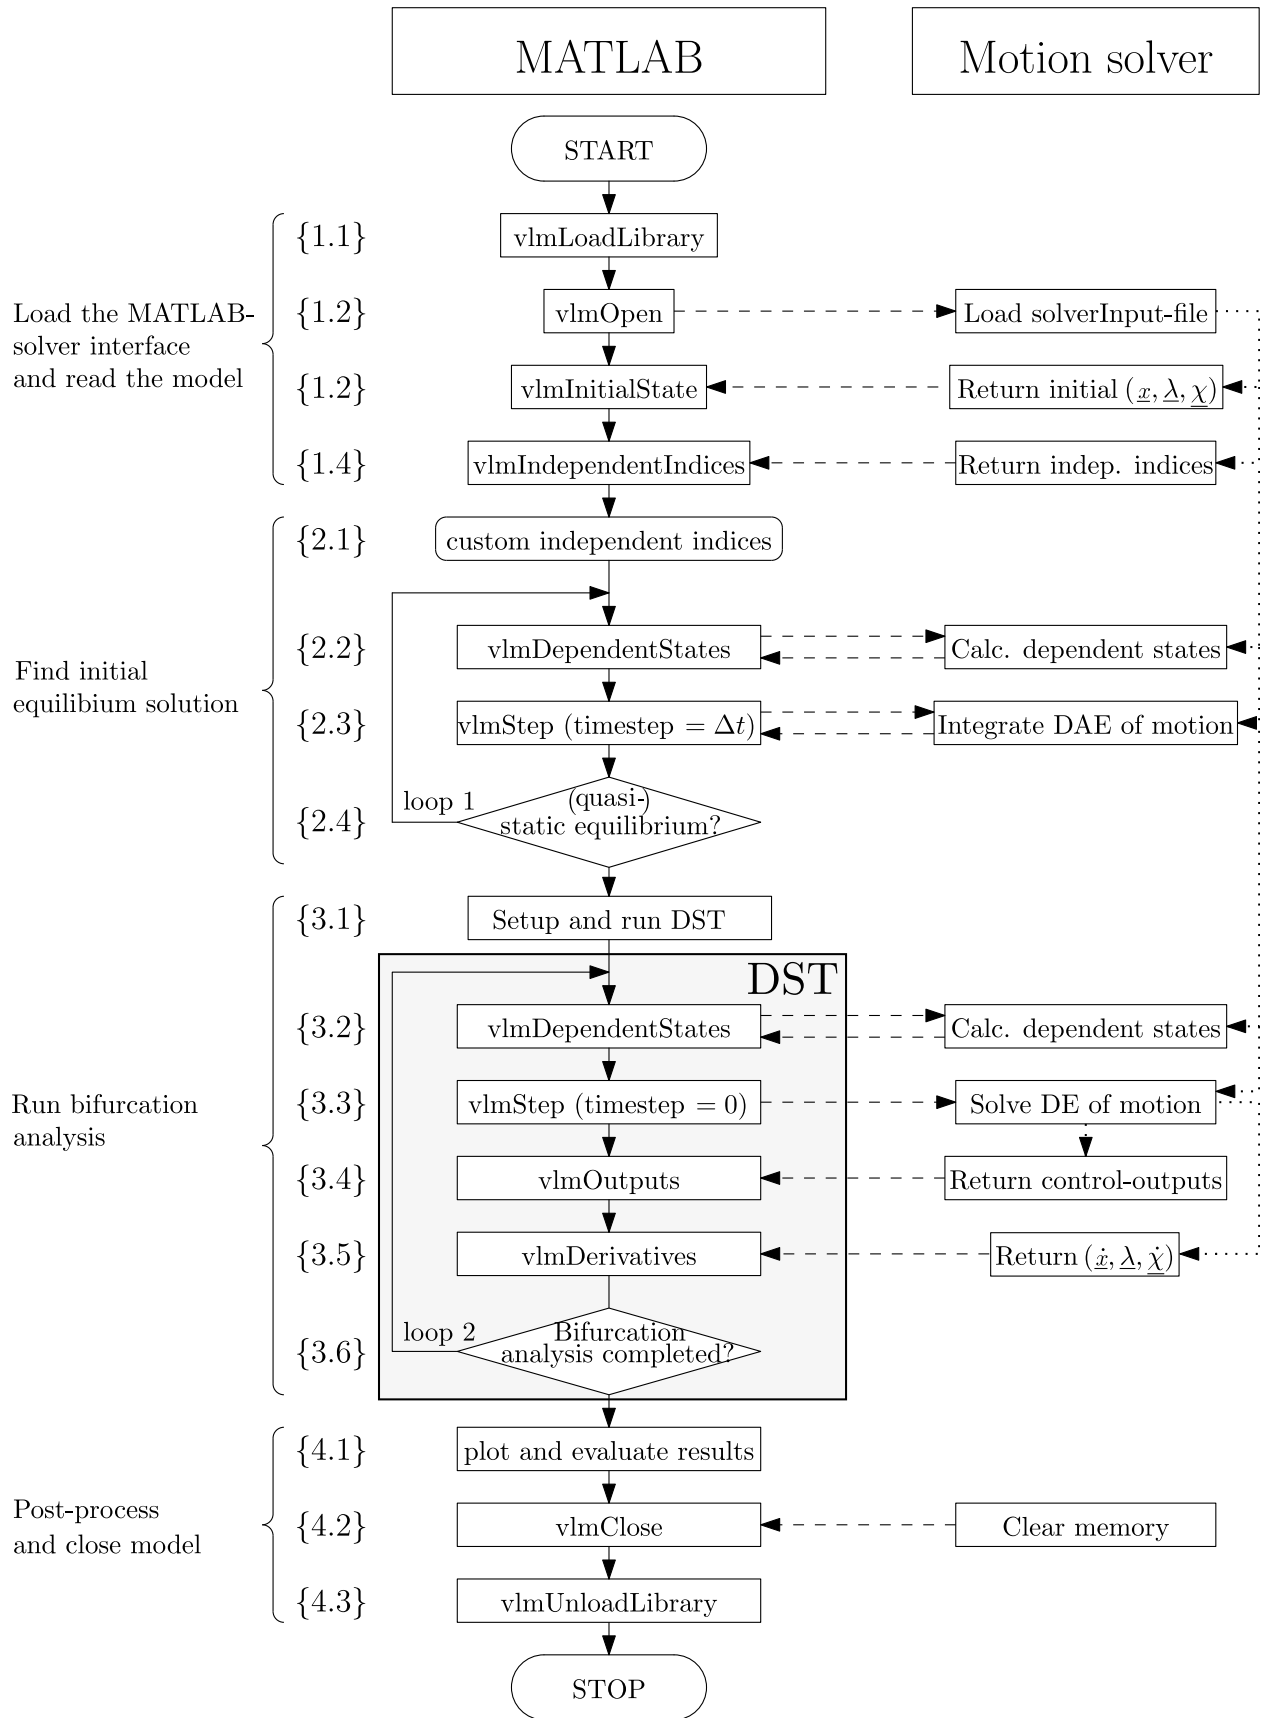 MATLAB
Motion solver
START
{1.1}
vlmLoadLibrary
Load the MATLAB-
solver interface
and read the model
{1.2}
vlmOpen
Load solverInput-file
{1.2}
vlmInitialState
Return initial (x, λ, χ)
{1.4}
vlmIndependentIndices
Return indep. indices
{2.1}
custom independent indices
Find initial
equilibium solution
{2.2}
vlmDependentStates
Calc. dependent states
{2.3}
vlmStep (timestep = Δt)
Integrate DAE of motion
{2.4}
loop 1
(quasi-)
static equilibrium?
{3.1}
Setup and run DST
DST
Run bifurcation
analysis
{3.2}
vlmDependentStates
Calc. dependent states
{3.3}
vlmStep (timestep = 0)
Solve DE of motion
{3.4}
vlmOutputs
Return control-outputs
{3.5}
vlmDerivatives
Return (ẋ, λ, χ̇)
{3.6}
loop 2
Bifurcation
analysis completed?
Post-process
and close model
{4.1}
plot and evaluate results
{4.2}
vlmClose
Clear memory
{4.3}
vlmUnloadLibrary
STOP